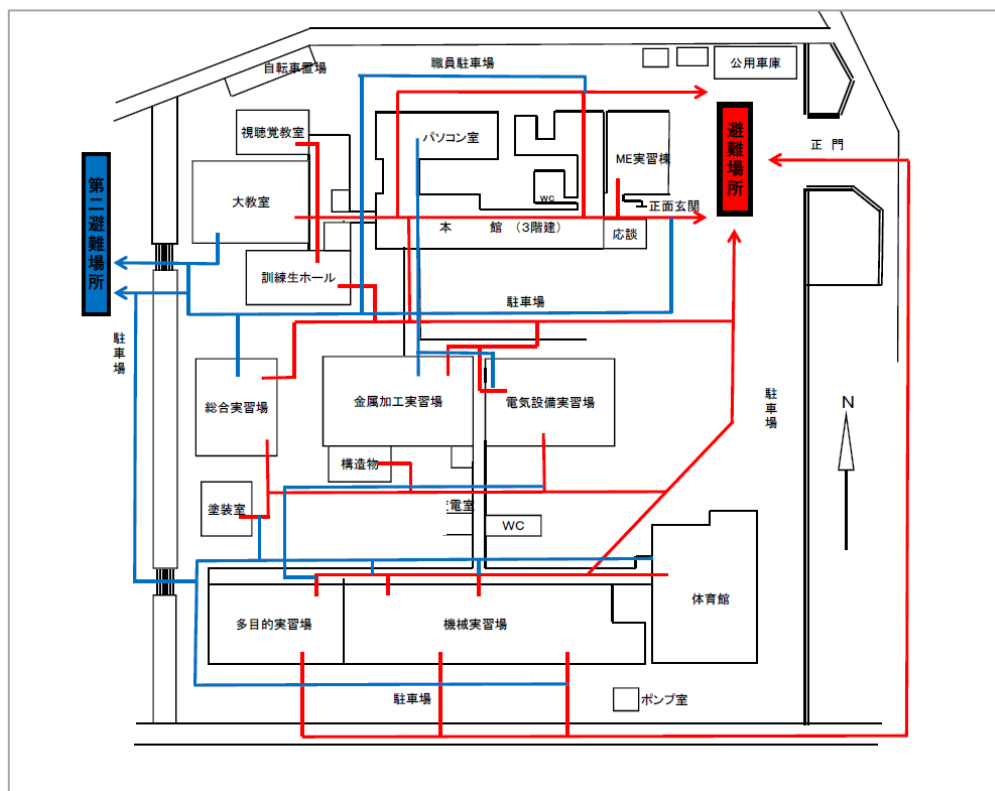 自転車置場
職員駐車場
公用車庫
視聴覚教室
パソコン室
ME実習棟
避難場所
正 門
第二避難場所
大教室
WC
正面玄関
本 館 (3階建)
応談
訓練生ホール
駐車場
駐車場
駐車場
N
総合実習場
金属加工実習場
電気設備実習場
構造物
塗装室
電室
WC
体育館
多目的実習場
機械実習場
駐車場
ポンプ室